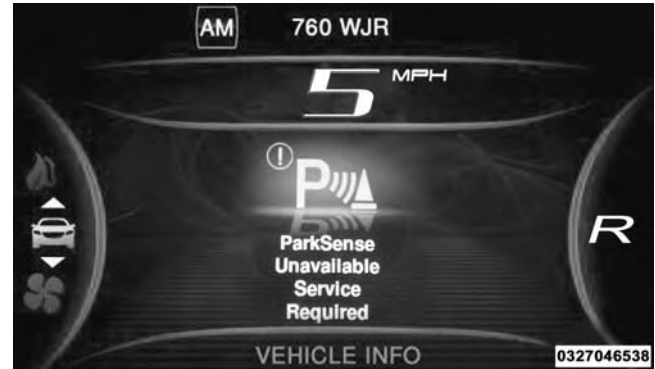 AM 760 WJR
5 MPH
P
ParkSense
Unavailable
Service
Required
R
VEHICLE INFO
0327046538